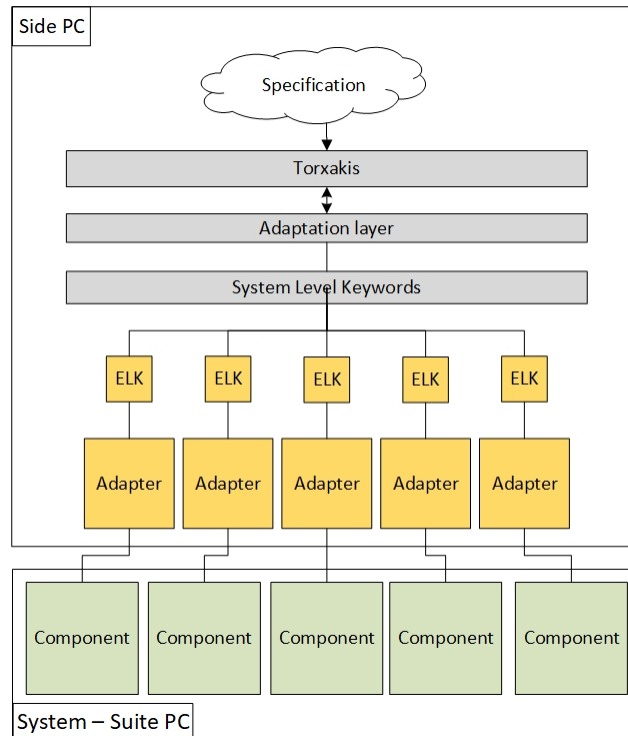 Side PC
Specification
Torxakis
Adaptation layer
System Level Keywords
ELK ELK ELK ELK ELK
Adapter Adapter Adapter Adapter Adapter
Component Component Component Component Component
System – Suite PC